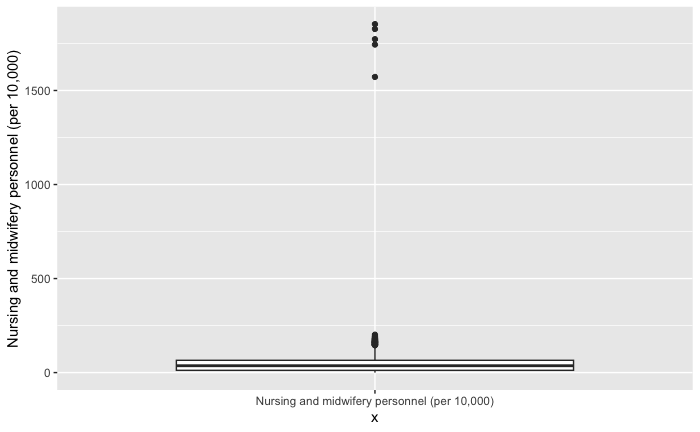 Nursing and midwifery personnel (per 10,000)
1500
1000
500
0
Nursing and midwifery personnel (per 10,000)
x